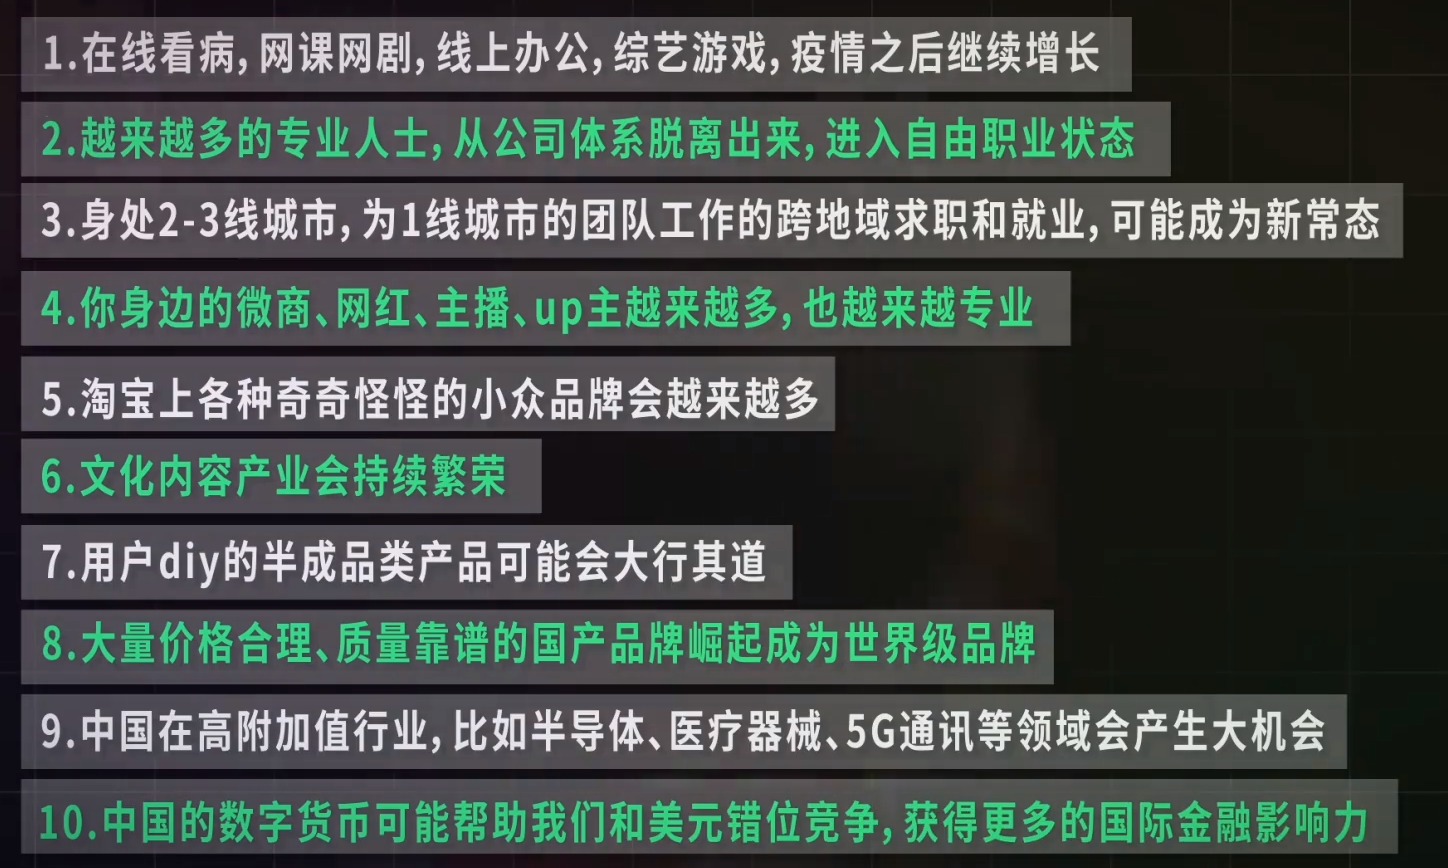 1.在线看病,网课网剧,线上办公,综艺游戏,疫情之后继续增长
2.越来越多的专业人士,从公司体系脱离出来,进入自由职业状态
3.身处2-3线城市,为1线城市的团队工作的跨地域求职和就业,可能成为新常态
4.你身边的微商、网红、主播、up主越来越多,也越来越专业
5.淘宝上各种奇奇怪怪的小众品牌会越来越多
6.文化内容产业会持续繁荣
7.用户diy的半成品类产品可能会大行其道
8.大量价格合理、质量靠谱的国产品牌崛起成为世界级品牌
9.中国在高附加值行业,比如半导体、医疗器械、5G通讯等领域会产生大机会
10.中国的数字货币可能帮助我们和美元错位竞争,获得更多的国际金融影响力